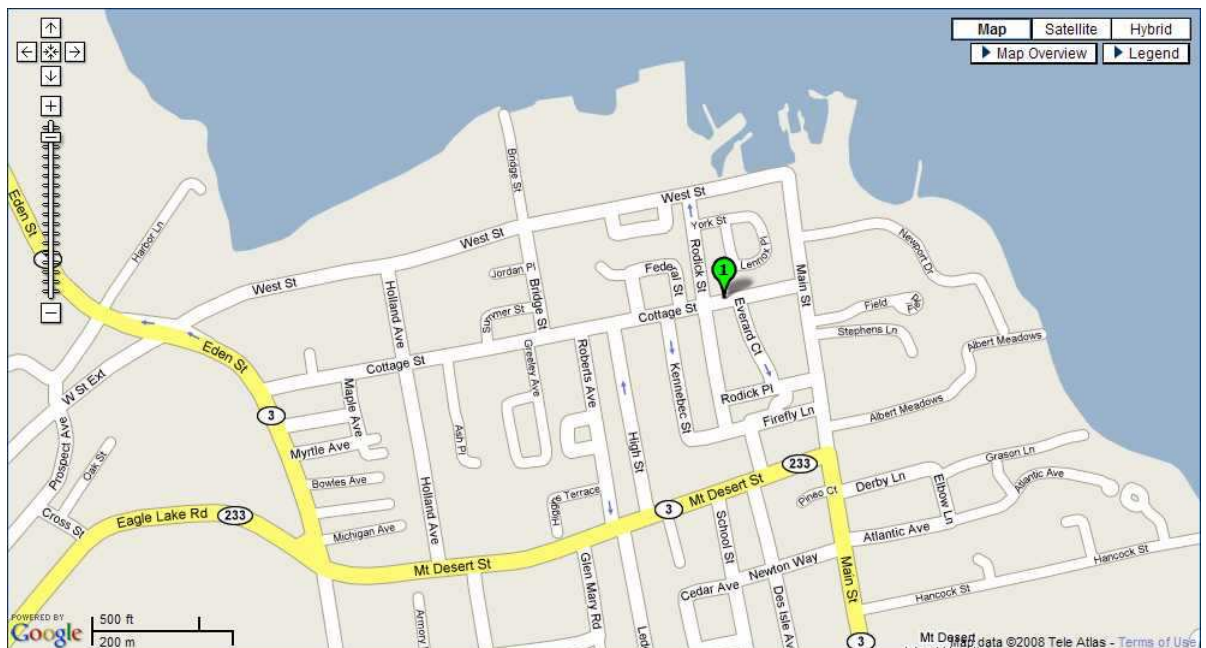 Map
Satellite
Hybrid
Map Overview
Legend
Eden St
Harbor Ln
Bridge St
West St
West St
West St
York St
Lennox Pl
Newport Dr
Rodick St
Main St
1
Federal St
Jordan Pl
Bridge St
Holland Ave
Cottage St
Everard Ct
Field
Stephens Ln
Albert Meadows
Eden St
Cottage St
Greeley Ave
Roberts Ave
Kennebec St
W St Ext
3
Maple Ave
Rodick Pl
Firefly Ln
Albert Meadows
Prospect Ave
Oak St
Myrtle Ave
Ash Pl
High St
233
Bowles Ave
Mt Desert St
Pineo Ct
Derby Ln
Grason Ln
Elbow Ln
Atlantic Ave
Cross St
Eagle Lake Rd
233
Michigan Ave
Holland Ave
3
School St
Atlantic Ave
Mt Desert St
Newton Way
Main St
Hancock St
Cedar Ave
Glen Mary Rd
Des Isle Ave
Hancock St
Armory
POWERED BY
Google
500 ft
200 m
3
Mt Desert
Map data ©2008 Tele Atlas - Terms of Use